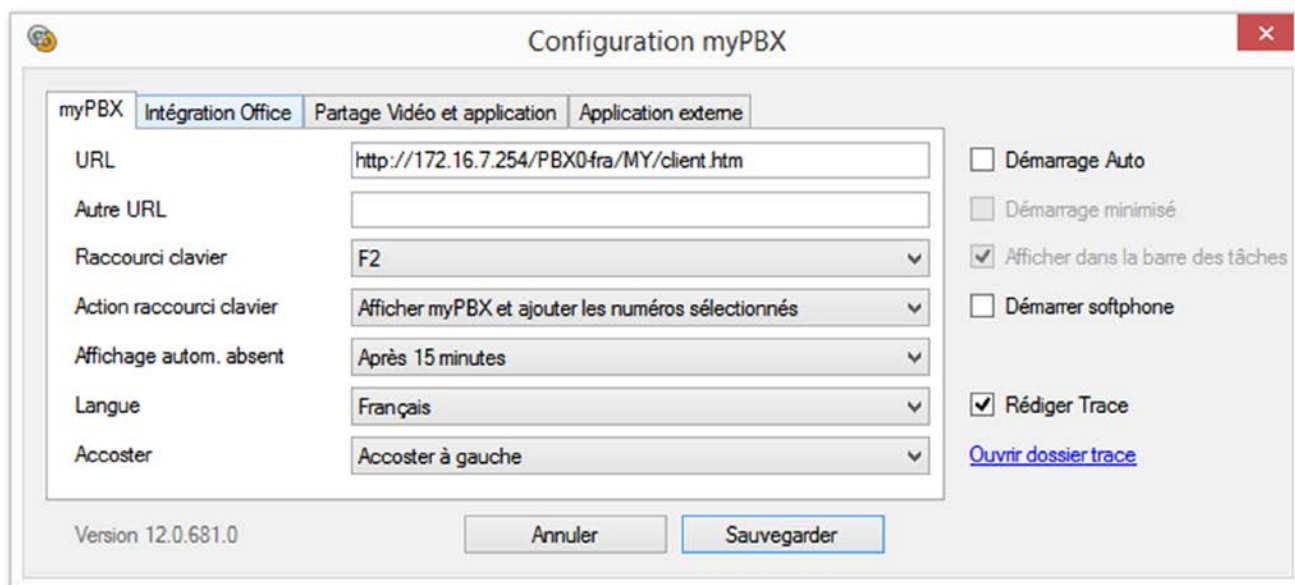 Configuration myPBX
myPBX Intégration Office Partage Vidéo et application Application externe
URL http://172.16.7.254/PBX0-fra/MY/client.htm Démarrage Auto
Autre URL Démarrage minimisé
Raccourci clavier F2 Afficher dans la barre des tâches
Action raccourci clavier Afficher myPBX et ajouter les numéros sélectionnés Démarrer softphone
Affichage autom. absent Après 15 minutes
Langue Français Rédiger Trace
Accoster Accoster à gauche Ouvrir dossier trace
Version 12.0.681.0 Annuler Sauvegarder